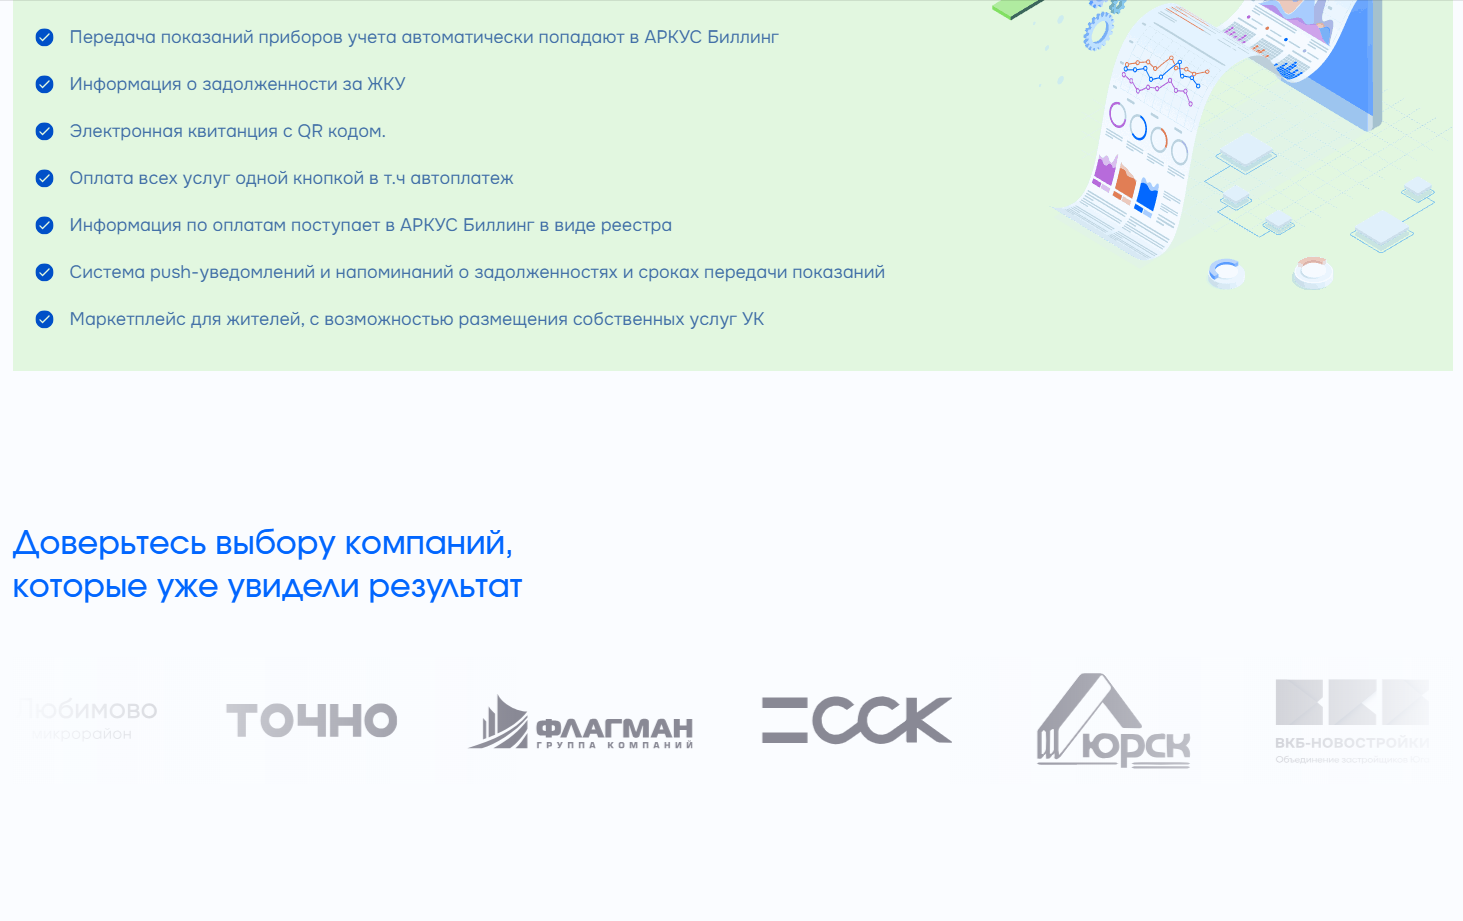 Передача показаний приборов учета автоматически попадают в АРКУС Биллинг
Информация о задолженности за ЖКУ
Электронная квитанция с QR кодом.
Оплата всех услуг одной кнопкой в т.ч автоплатеж
Информация по оплатам поступает в АРКУС Биллинг в виде реестра
Система push-уведомлений и напоминаний о задолженностях и сроках передачи показаний
Маркетплейс для жителей, с возможностью размещения собственных услуг УК
Доверьтесь выбору компаний,
которые уже увидели результат
Любимово
микрорайон
ТОЧНО
ФЛАГМАН
ГРУППА КОМПАНИЙ
ЕССК
ЮРСК
ВКБ
ВКБ-НОВОСТРОЙКИ
Объединение застройщиков